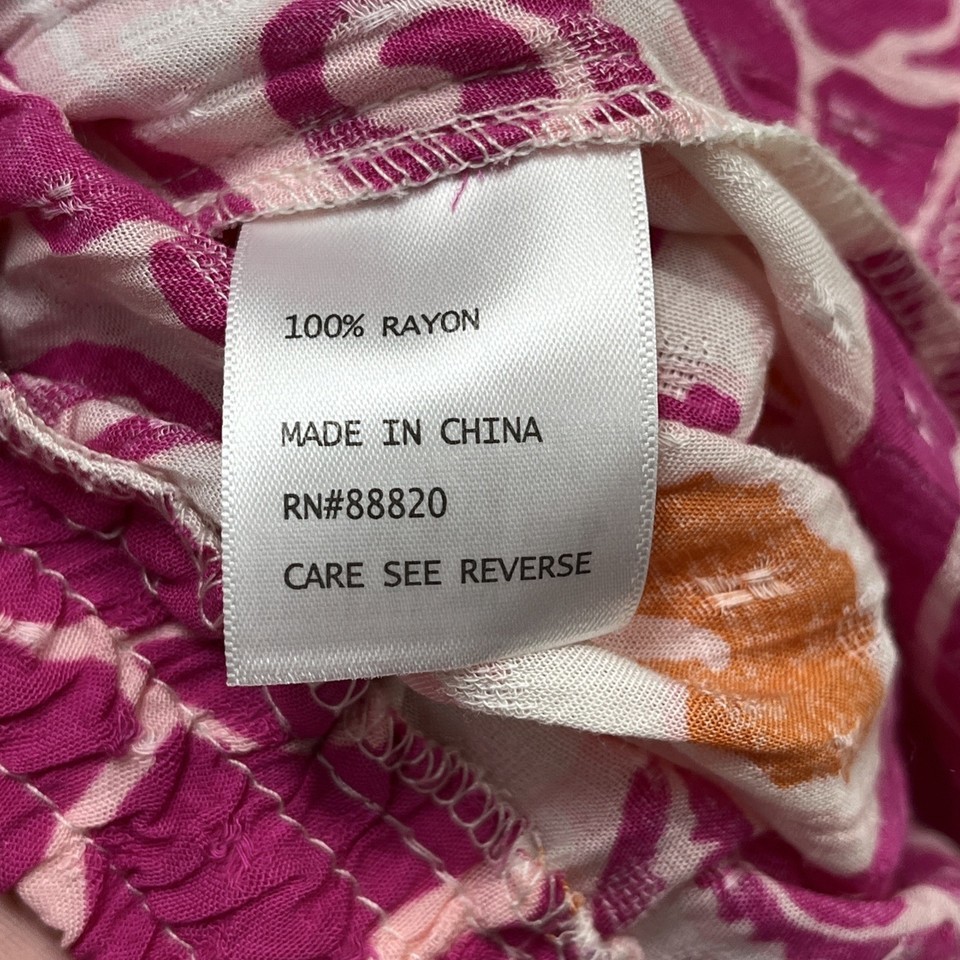 100% RAYON
MADE IN CHINA
RN#88820
CARE SEE REVERSE